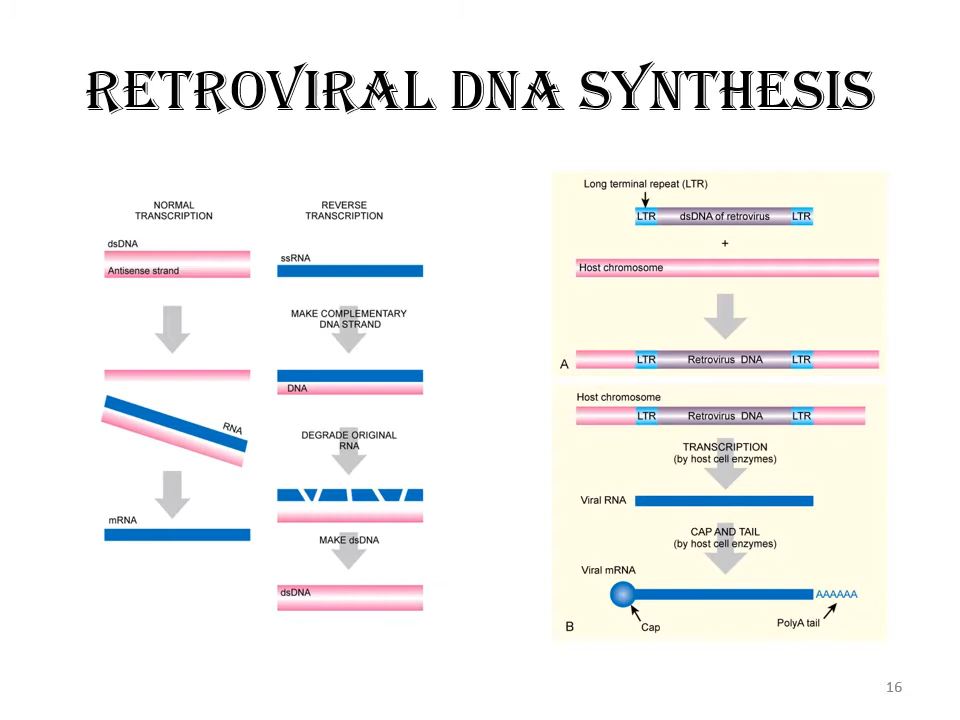 RETROVIRAL DNA SYNTHESIS
NORMAL
TRANSCRIPTION
dsDNA
Antisense strand
RNA
mRNA
REVERSE
TRANSCRIPTION
ssRNA
MAKE COMPLEMENTARY
DNA STRAND
DNA
DEGRADE ORIGINAL
RNA
MAKE dsDNA
dsDNA
Long terminal repeat (LTR)
LTR dsDNA of retrovirus LTR
+
Host chromosome
LTR Retrovirus DNA LTR
A
Host chromosome
LTR Retrovirus DNA LTR
TRANSCRIPTION
(by host cell enzymes)
Viral RNA
CAP AND TAIL
(by host cell enzymes)
Viral mRNA
AAAAAA
Cap
PolyA tail
B
16